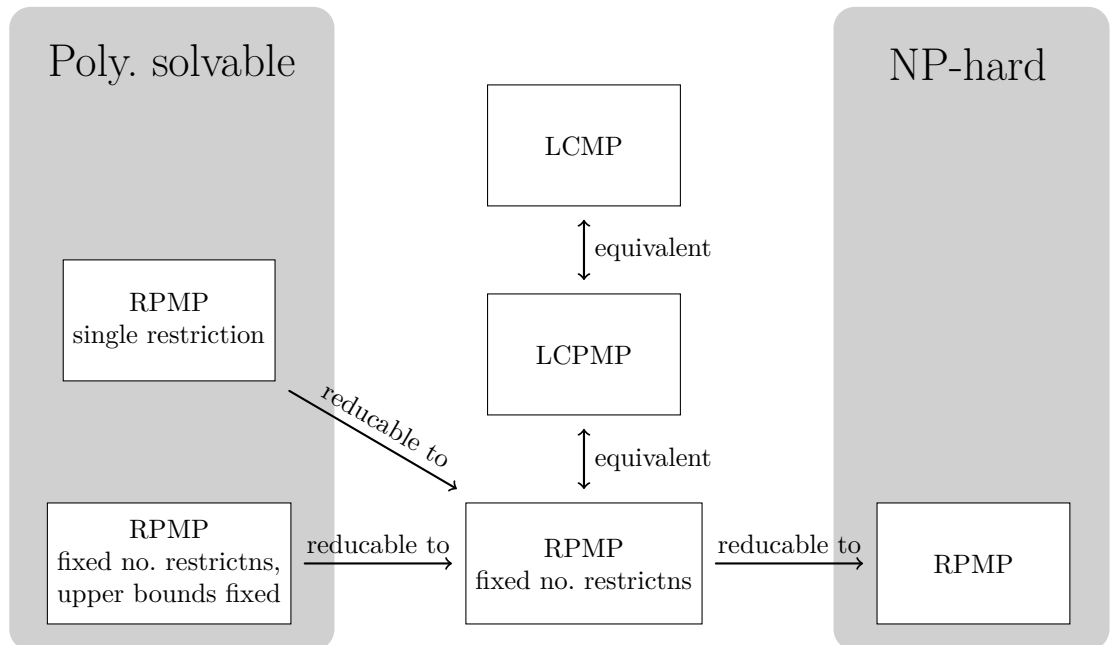 Poly. solvable
NP-hard
LCMP
equivalent
RPMP
single restriction
LCPMP
reducable to
equivalent
RPMP
fixed no. restrictns,
upper bounds fixed
reducable to
RPMP
fixed no. restrictns
reducable to
RPMP